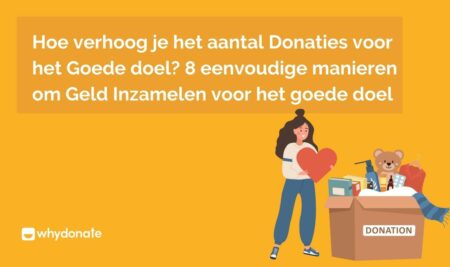 Hoe verhoog je het aantal Donaties voor
het Goede doel? 8 eenvoudige manieren
om Geld Inzamelen voor het goede doel
DONATION
whydonate